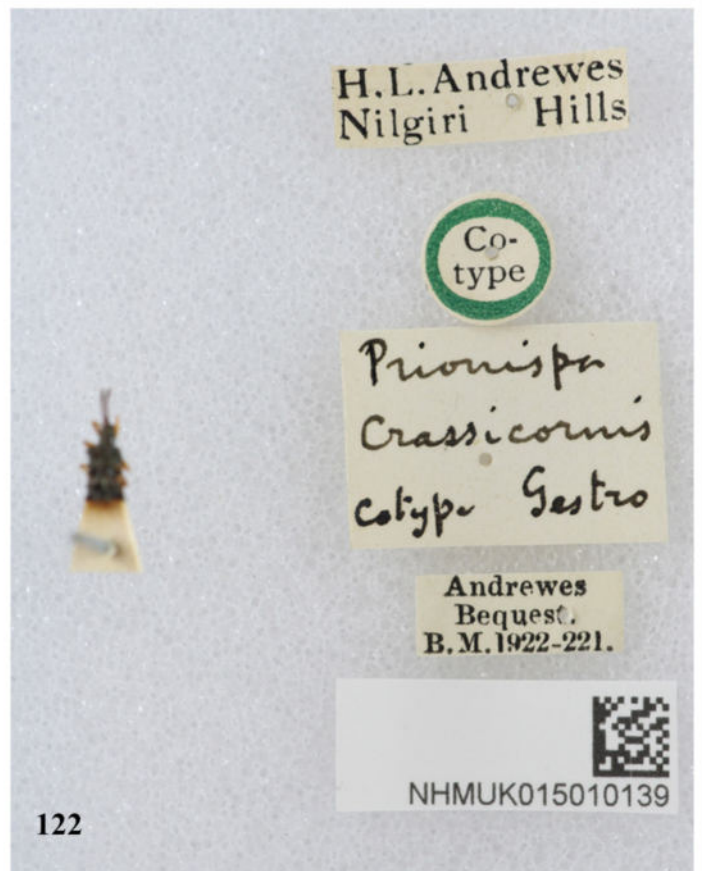 H.L.Andrewes
Nilgiri Hills
Co-
type
Prionispa
Crassicornis
Cotype Gestro
Andrewes
Bequest.
B.M.1922-221.
NHMUK015010139
122